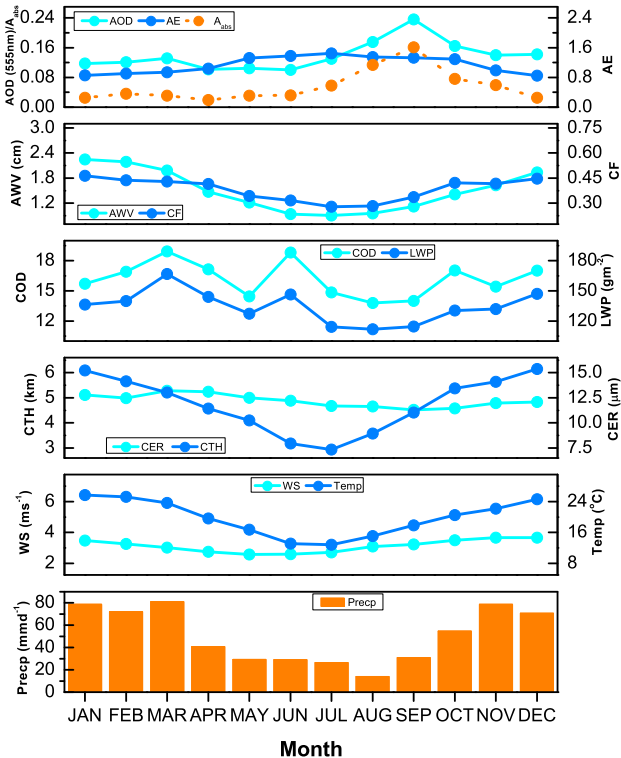 AOD (555nm)/Aabs
0.24
0.16
0.08
0.00
AOD AE Aabs
2.4
1.6
0.8
0.0
AE
AWV (cm)
3.0
2.4
1.8
1.2
AWV CF
0.75
0.60
0.45
0.30
CF
COD
18
15
12
COD LWP
180
150
120
LWP (gm-2)
CTH (km)
6
5
4
3
CER CTH
15.0
12.5
10.0
7.5
CER (μm)
WS (ms-1)
6
4
2
WS Temp
24
16
8
Temp (°C)
Precp (mmd-1)
80
60
40
20
0
Precp
JAN FEB MAR APR MAY JUN JUL AUG SEP OCT NOV DEC
Month